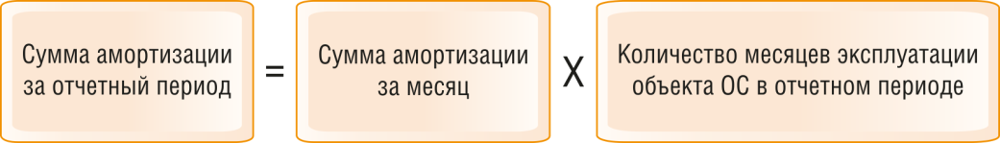 Сумма амортизации
за отчетный период
=
Сумма амортизации
за месяц
X
Количество месяцев эксплуатации
объекта ОС в отчетном периоде